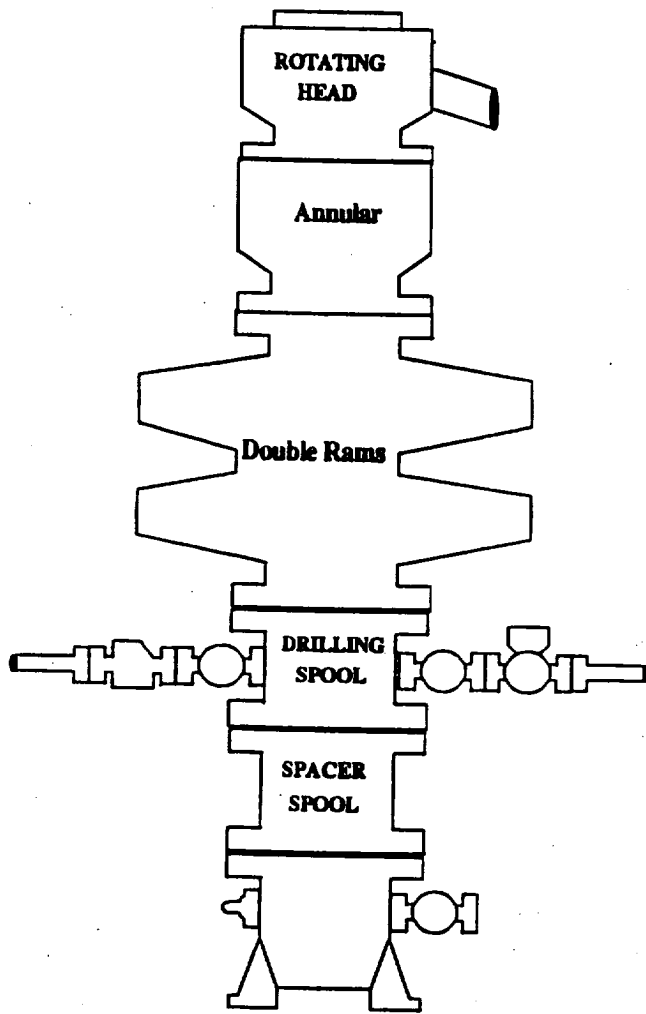 ROTATING
HEAD
Annular
Double Rams
DRILLING
SPOOL
SPACER
SPOOL